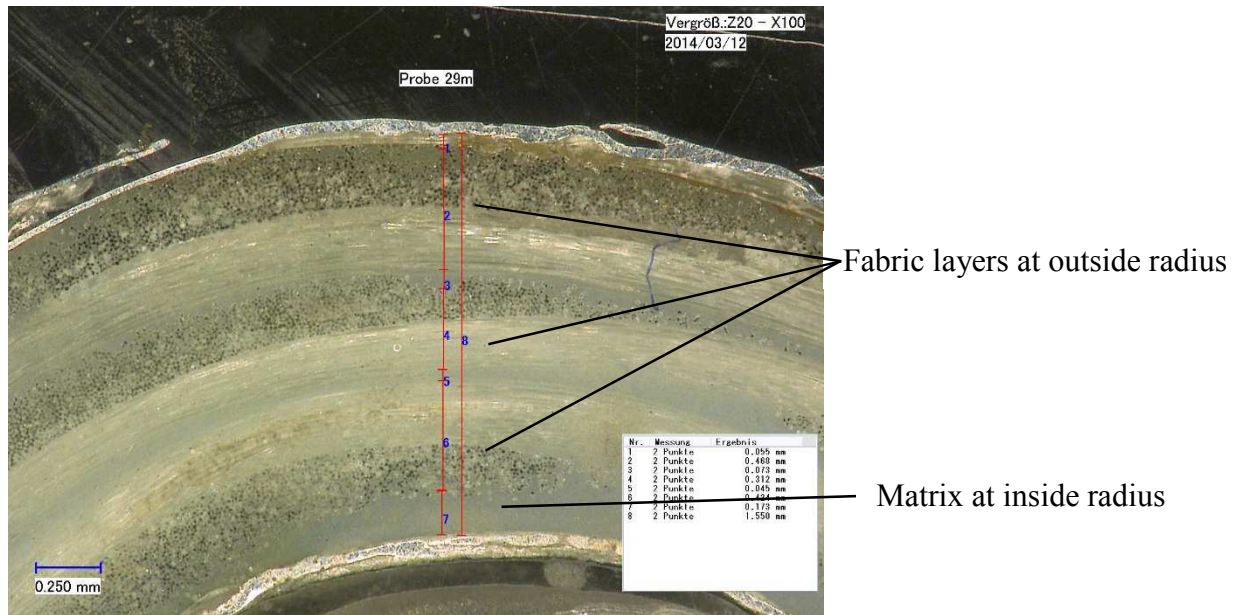 Vergröß.:Z20 - X100
2014/03/12
Probe 29m
1
2
3
4
8
5
6
7
Fabric layers at outside radius
Matrix at inside radius
Nr. Messung Ergebnis
1 2 Punkte 0.055 mm
2 2 Punkte 0.468 mm
3 2 Punkte 0.073 mm
4 2 Punkte 0.312 mm
5 2 Punkte 0.045 mm
6 2 Punkte 0.424 mm
7 2 Punkte 0.173 mm
8 2 Punkte 1.550 mm
0.250 mm